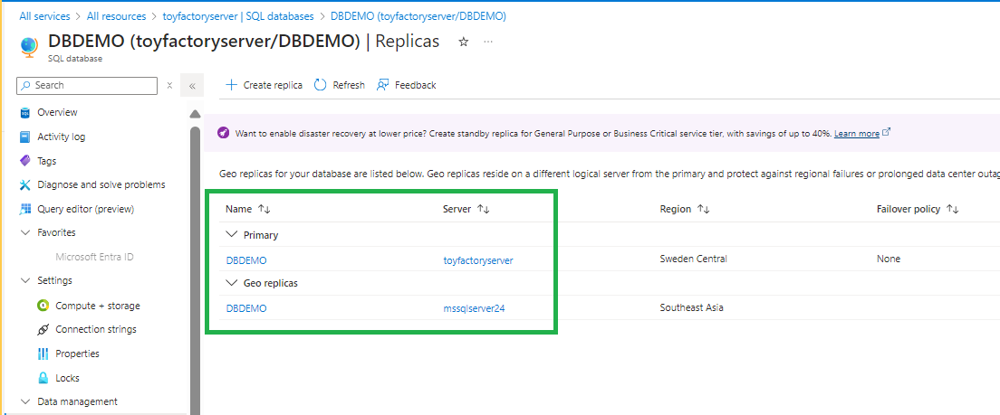 All services > All resources > toyfactoryserver | SQL databases > DBDEMO (toyfactoryserver/DBDEMO)
DBDEMO (toyfactoryserver/DBDEMO) | Replicas
SQL database
Search
Overview
Activity log
Tags
Diagnose and solve problems
Query editor (preview)
Favorites
Microsoft Entra ID
Settings
Compute + storage
Connection strings
Properties
Locks
Data management
Create replica Refresh Feedback
Want to enable disaster recovery at lower price? Create standby replica for General Purpose or Business Critical service tier, with savings of up to 40%. Learn more
Geo replicas for your database are listed below. Geo replicas reside on a different logical server from the primary and protect against regional failures or prolonged data center outag
Name Server Region Failover policy
Primary
DBDEMO toyfactoryserver Sweden Central None
Geo replicas
DBDEMO mssqlserver24 Southeast Asia